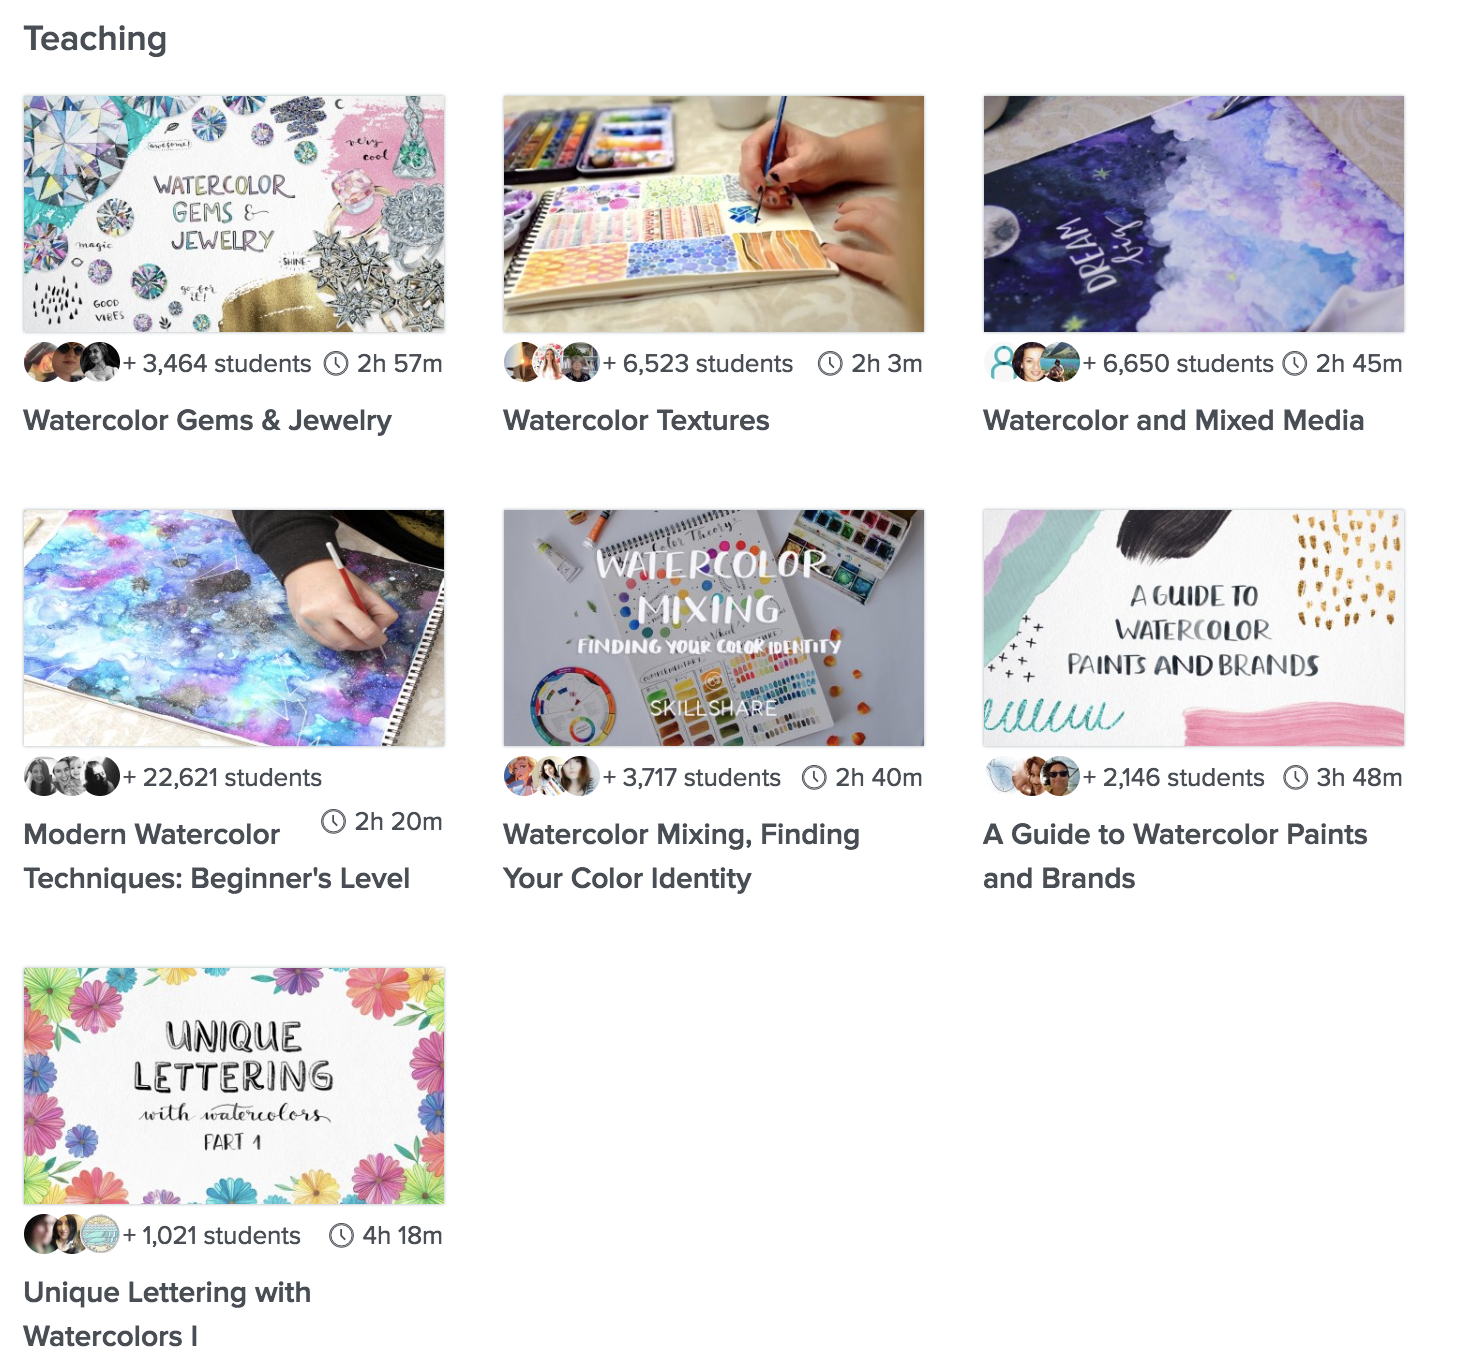 Teaching
awesome!
very
cool
WATERCOLOR
GEMS &
JEWELRY
magic
SHINE
go for
it!
GOOD
VIBES
+ 3,464 students 2h 57m
Watercolor Gems & Jewelry
+ 6,523 students 2h 3m
Watercolor Textures
DREAM
big
+ 6,650 students 2h 45m
Watercolor and Mixed Media
+ 22,621 students
2h 20m
Modern Watercolor
Techniques: Beginner's Level
Color Theory
WATERCOLOR
MIXING
FINDING YOUR COLOR IDENTITY
COMPLEMENTARY
SKILLSHARE
+ 3,717 students 2h 40m
Watercolor Mixing, Finding
Your Color Identity
A GUIDE TO
WATERCOLOR
PAINTS AND BRANDS
+ 2,146 students 3h 48m
A Guide to Watercolor Paints
and Brands
UNIQUE
LETTERING
with watercolors
PART 1
+ 1,021 students 4h 18m
Unique Lettering with
Watercolors I